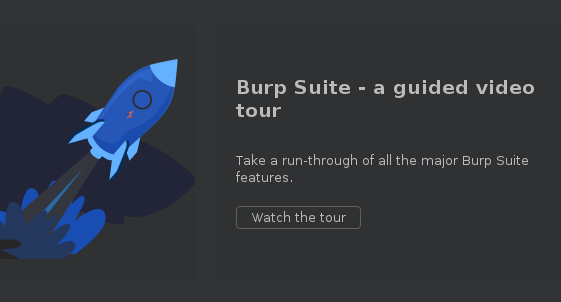 Burp Suite - a guided video
tour
Take a run-through of all the major Burp Suite
features.
Watch the tour